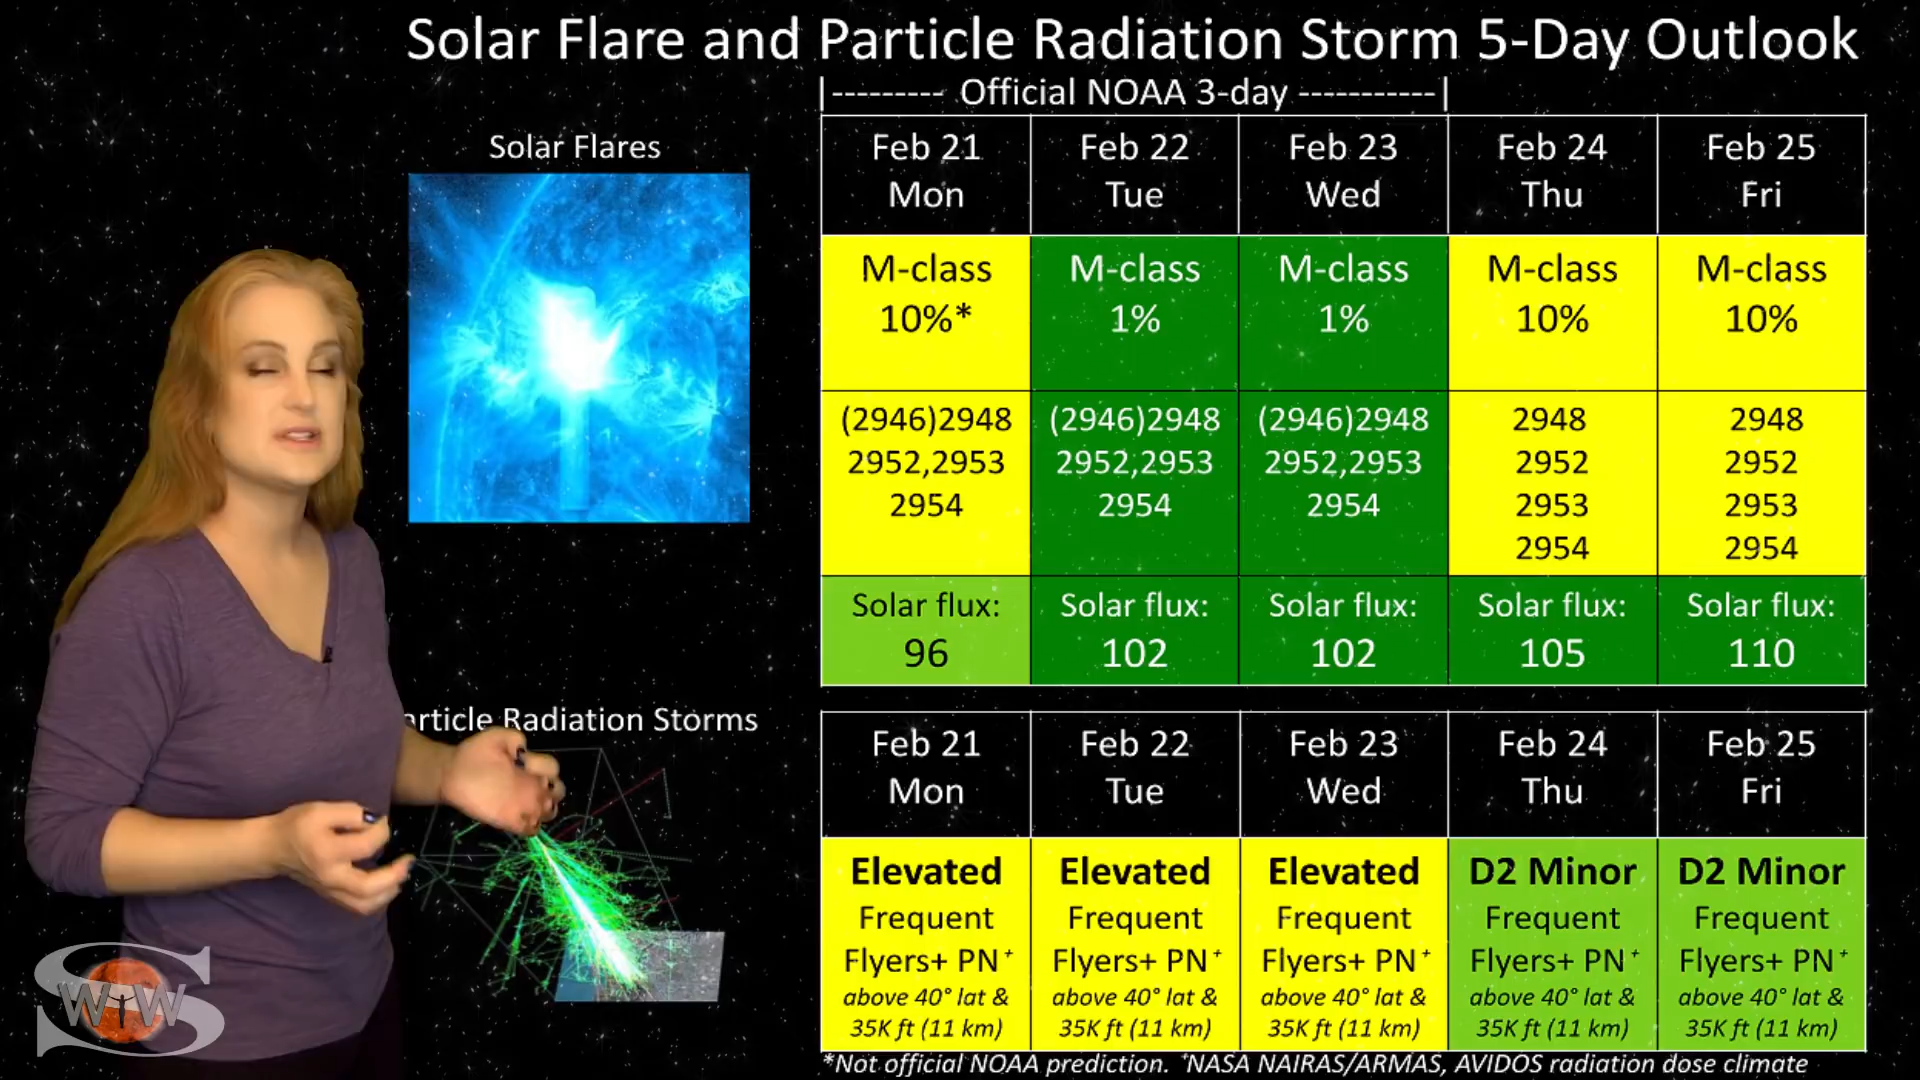 Solar Flare and Particle Radiation Storm 5-Day Outlook
|--------- Official NOAA 3-day -----------|
Solar Flares
Feb 21 Feb 22 Feb 23 Feb 24 Feb 25
Mon Tue Wed Thu Fri
M-class M-class M-class M-class M-class
10%* 1% 1% 10% 10%
(2946)2948 (2946)2948 (2946)2948 2948 2948
2952,2953 2952,2953 2952,2953 2952 2952
2954 2954 2954 2953 2953
2954 2954
Solar flux: Solar flux: Solar flux: Solar flux: Solar flux:
96 102 102 105 110
article Radiation Storms
Feb 21 Feb 22 Feb 23 Feb 24 Feb 25
Mon Tue Wed Thu Fri
Elevated Elevated Elevated D2 Minor D2 Minor
Frequent Frequent Frequent Frequent Frequent
Flyers+ PN+ Flyers+ PN+ Flyers+ PN+ Flyers+ PN+ Flyers+ PN+
above 40° lat & above 40° lat & above 40° lat & above 40° lat & above 40° lat &
35K ft (11 km) 35K ft (11 km) 35K ft (11 km) 35K ft (11 km) 35K ft (11 km)
*Not official NOAA prediction. +NASA NAIRAS/ARMAS, AVIDOS radiation dose climate
S
WTW